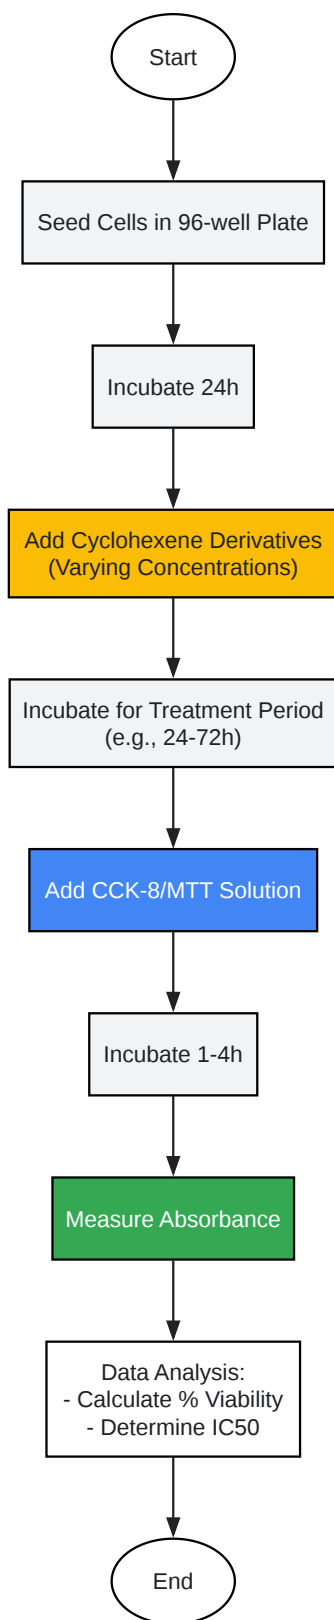 Start
Seed Cells in 96-well Plate
Incubate 24h
Add Cyclohexene Derivatives
(Varying Concentrations)
Incubate for Treatment Period
(e.g., 24-72h)
Add CCK-8/MTT Solution
Incubate 1-4h
Measure Absorbance
Data Analysis:
- Calculate % Viability
- Determine IC50
End